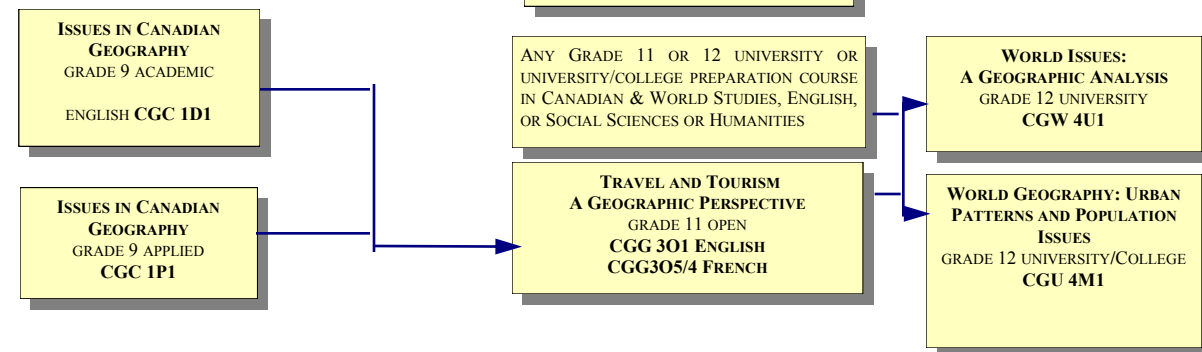 ISSUES IN CANADIAN
GEOGRAPHY
GRADE 9 ACADEMIC
ENGLISH CGC 1D1
ISSUES IN CANADIAN
GEOGRAPHY
GRADE 9 APPLIED
CGC 1P1
ANY GRADE 11 OR 12 UNIVERSITY OR
UNIVERSITY/COLLEGE PREPARATION COURSE
IN CANADIAN & WORLD STUDIES, ENGLISH,
OR SOCIAL SCIENCES OR HUMANITIES
TRAVEL AND TOURISM
A GEOGRAPHIC PERSPECTIVE
GRADE 11 OPEN
CGG 3O1 ENGLISH
CGG3O5/4 FRENCH
WORLD ISSUES:
A GEOGRAPHIC ANALYSIS
GRADE 12 UNIVERSITY
CGW 4U1
WORLD GEOGRAPHY: URBAN
PATTERNS AND POPULATION
ISSUES
GRADE 12 UNIVERSITY/COLLEGE
CGU 4M1